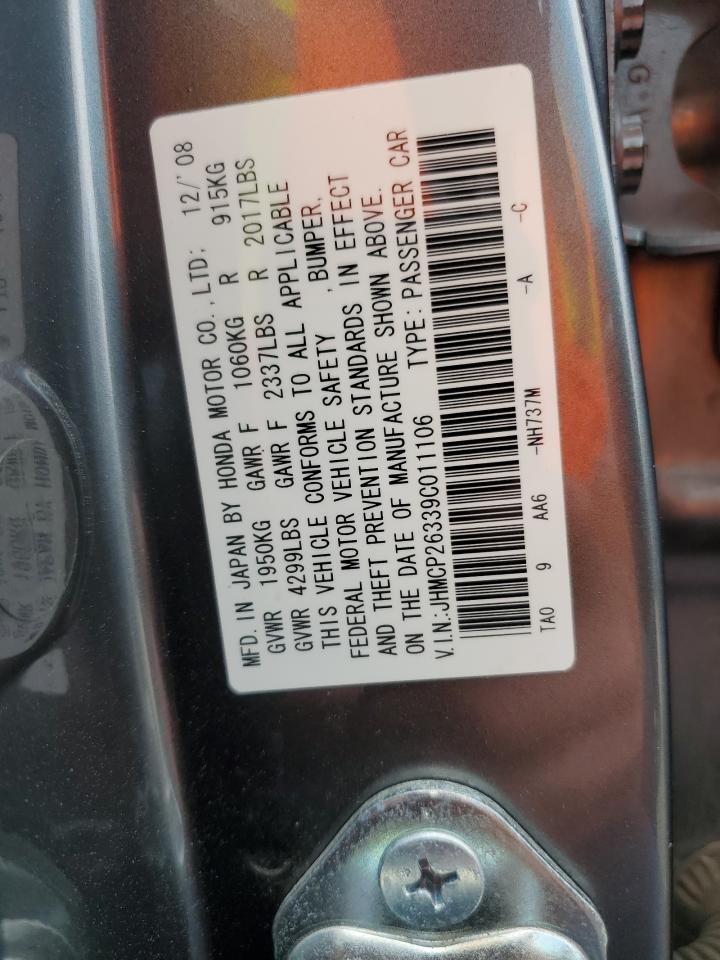 MFD. IN JAPAN BY HONDA MOTOR CO., LTD: 12/'08
GVWR 1950KG GAWR F 1060KG R 915KG
GVWR 4299LBS GAWR F 2337LBS R 2017LBS
THIS VEHICLE CONFORMS TO ALL APPLICABLE
FEDERAL MOTOR VEHICLE SAFETY , BUMPER,
AND THEFT PREVENTION STANDARDS IN EFFECT
ON THE DATE OF MANUFACTURE SHOWN ABOVE.
V.I.N.:JHMCP26339C011106 TYPE:PASSENGER CAR
TA0 9 AA6 -NH737M -A -C
G